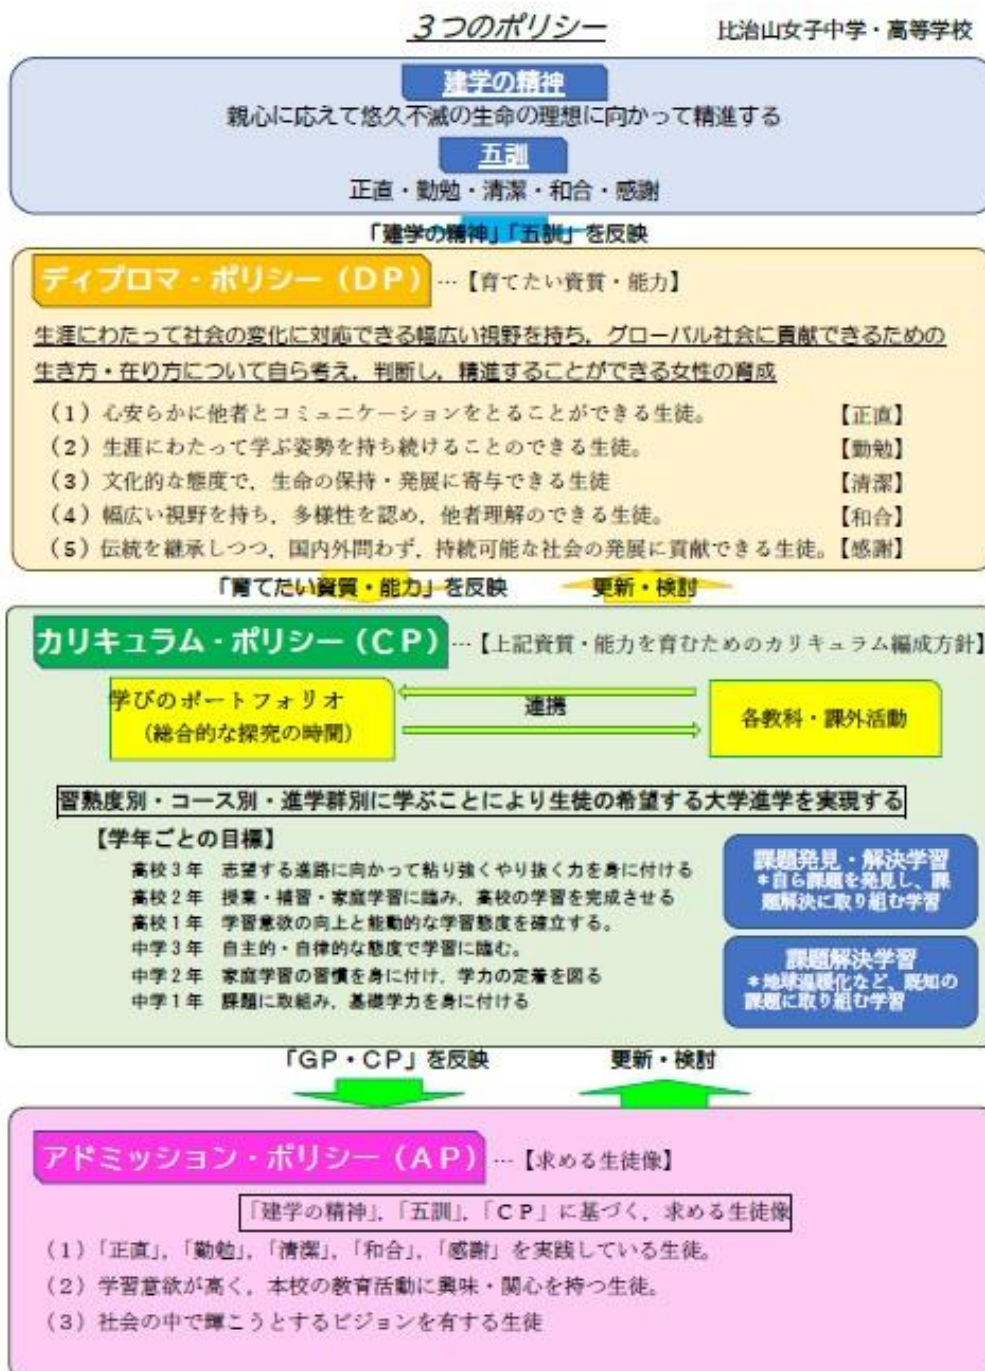 ３つのポリシー
比治山女子中学・高等学校
建学の精神
親心に応えて悠久不滅の生命の理想に向かって精進する
五訓
正直・勤勉・清潔・和合・感謝
「建学の精神」「五訓」を反映
ディプロマ・ポリシー（ＤＰ）…【育てたい資質・能力】
生涯にわたって社会の変化に対応できる幅広い視野を持ち，グローバル社会に貢献できるための
生き方・在り方について自ら考え，判断し，精進することができる女性の育成
（１）心安らかに他者とコミュニケーションをとることができる生徒。【正直】
（２）生涯にわたって学ぶ姿勢を持ち続けることのできる生徒。【勤勉】
（３）文化的な態度で，生命の保持・発展に寄与できる生徒【清潔】
（４）幅広い視野を持ち，多様性を認め，他者理解のできる生徒。【和合】
（５）伝統を継承しつつ，国内外問わず，持続可能な社会の発展に貢献できる生徒。【感謝】
「育てたい資質・能力」を反映
更新・検討
カリキュラム・ポリシー（ＣＰ）…【上記資質・能力を育むためのカリキュラム編成方針】
学びのポートフォリオ
（総合的な探究の時間）
連携
各教科・課外活動
習熟度別・コース別・進学群別に学ぶことにより生徒の希望する大学進学を実現する
【学年ごとの目標】
高校３年 志望する進路に向かって粘り強くやり抜く力を身に付ける
高校２年 授業・補習・家庭学習に臨み，高校の学習を完成させる
高校１年 学習意欲の向上と能動的な学習態度を確立する。
中学３年 自主的・自律的な態度で学習に臨む。
中学２年 家庭学習の習慣を身に付け，学力の定着を図る
中学１年 課題に取組み，基礎学力を身に付ける
課題発見・解決学習
＊自ら課題を発見し、課
題解決に取り組む学習
課題解決学習
＊地球温暖化など、既知の
課題に取り組む学習
「ＧＰ・ＣＰ」を反映
更新・検討
アドミッション・ポリシー（ＡＰ）…【求める生徒像】
「建学の精神」，「五訓」，「ＣＰ」に基づく，求める生徒像
（１）「正直」，「勤勉」，「清潔」，「和合」，「感謝」を実践している生徒。
（２）学習意欲が高く，本校の教育活動に興味・関心を持つ生徒。
（３）社会の中で輝こうとするビジョンを有する生徒